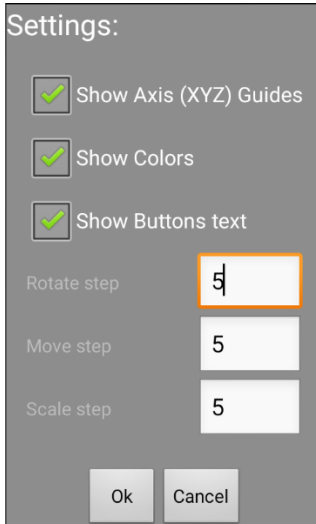 Settings:
Show Axis (XYZ) Guides
Show Colors
Show Buttons text
Rotate step 5
Move step 5
Scale step 5
Ok Cancel